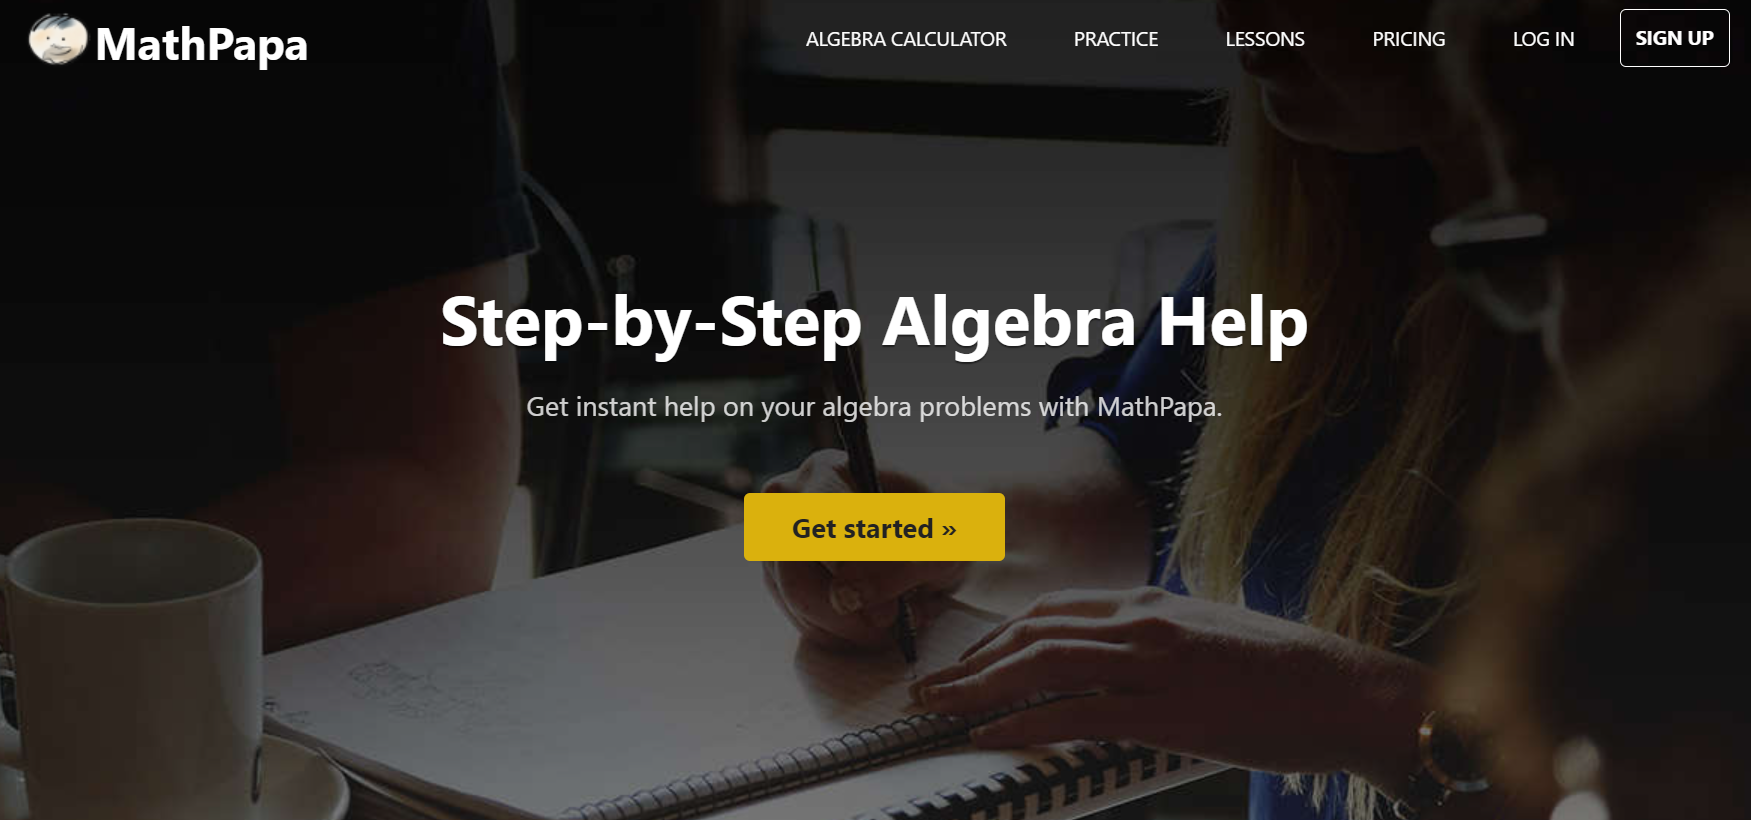 MathPapa
ALGEBRA CALCULATOR PRACTICE LESSONS PRICING LOG IN SIGN UP
Step-by-Step Algebra Help
Get instant help on your algebra problems with MathPapa.
Get started »